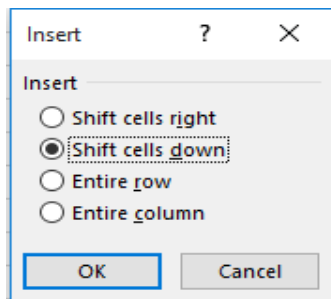 Insert ?
Insert
Shift cells right
Shift cells down
Entire row
Entire column
OK Cancel